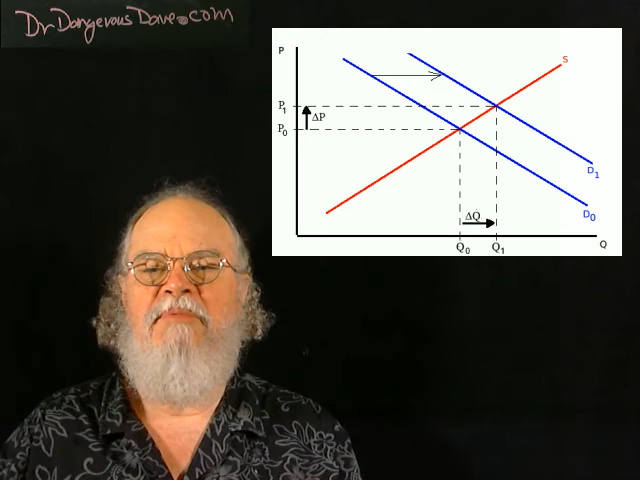 DrDangerousDave.com
P
S
P1
ΔP
P0
D1
ΔQ
D0
Q0 Q1 Q